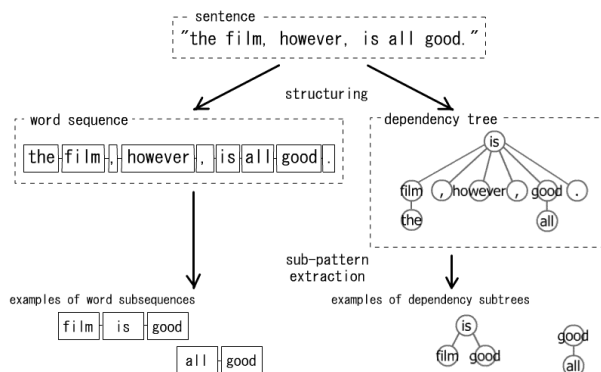 sentence
"the film, however, is all good."
structuring
word sequence
the film , however , is all good .
dependency tree
is
film , however , good .
the all
sub-pattern
extraction
examples of word subsequences
film is good
all good
examples of dependency subtrees
is
film good
good
all